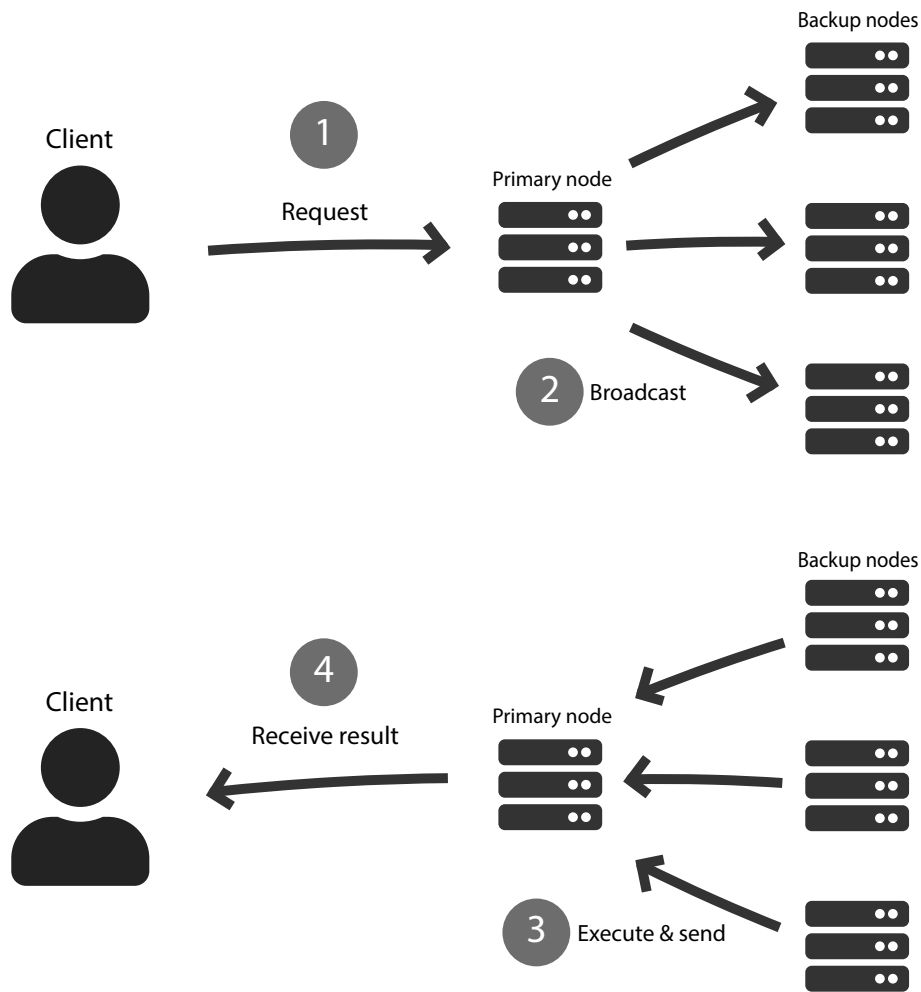 Backup nodes
1
Client
Primary node
Request
2
Broadcast
Backup nodes
4
Client
Primary node
Receive result
3
Execute & send